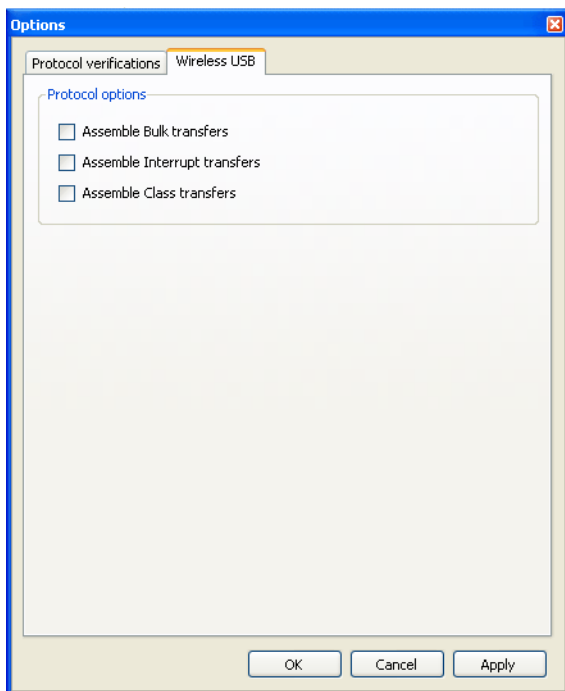 Options
Protocol verifications Wireless USB
Protocol options
Assemble Bulk transfers
Assemble Interrupt transfers
Assemble Class transfers
OK Cancel Apply